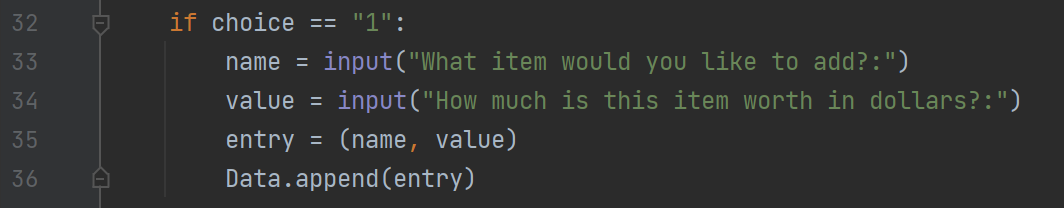 32 if choice == "1":
33 name = input("What item would you like to add?:")
34 value = input("How much is this item worth in dollars?:")
35 entry = (name, value)
36 Data.append(entry)